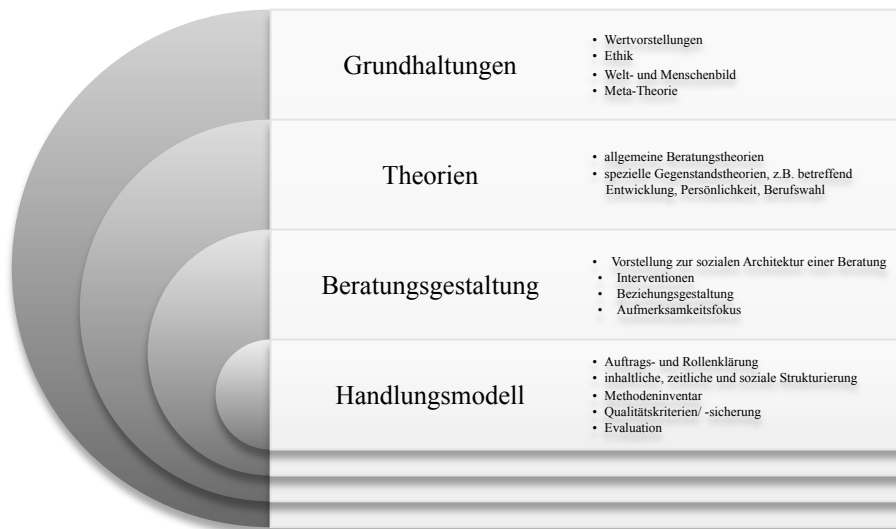 Grundhaltungen
• Wertvorstellungen
• Ethik
• Welt- und Menschenbild
• Meta-Theorie
Theorien
• allgemeine Beratungstheorien
• spezielle Gegenstandstheorien, z.B. betreffend
Entwicklung, Persönlichkeit, Berufswahl
Beratungsgestaltung
• Vorstellung zur sozialen Architektur einer Beratung
• Interventionen
• Beziehungsgestaltung
• Aufmerksamkeitsfokus
Handlungsmodell
• Auftrags- und Rollenklärung
• inhaltliche, zeitliche und soziale Strukturierung
• Methodeninventar
• Qualitätskriterien/ -sicherung
• Evaluation